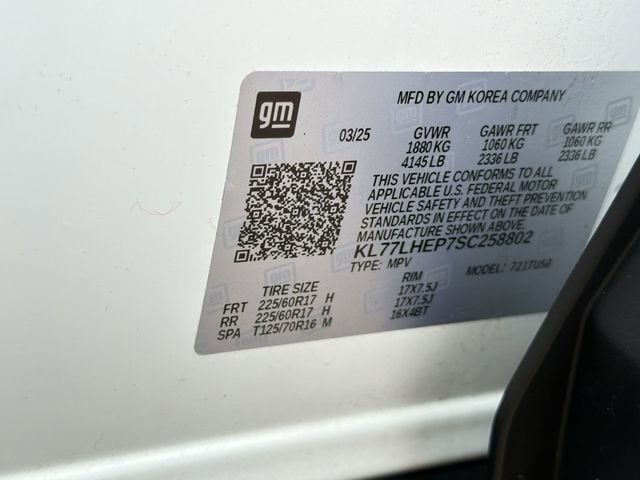 gm
MFD BY GM KOREA COMPANY
03/25 GVWR GAWR FRT GAWR RR
1880 KG 1060 KG 1060 KG
4145 LB 2336 LB 2336 LB
THIS VEHICLE CONFORMS TO ALL
APPLICABLE U.S. FEDERAL MOTOR
VEHICLE SAFETY AND THEFT PREVENTION
STANDARDS IN EFFECT ON THE DATE OF
MANUFACTURE SHOWN ABOVE.
KL77LHEP7SC258802
TYPE: MPV MODEL: 721TU58
TIRE SIZE RIM
FRT 225/60R17 H 17X7.5J
RR 225/60R17 H 17X7.5J
SPA T125/70R16 M 16X4BT